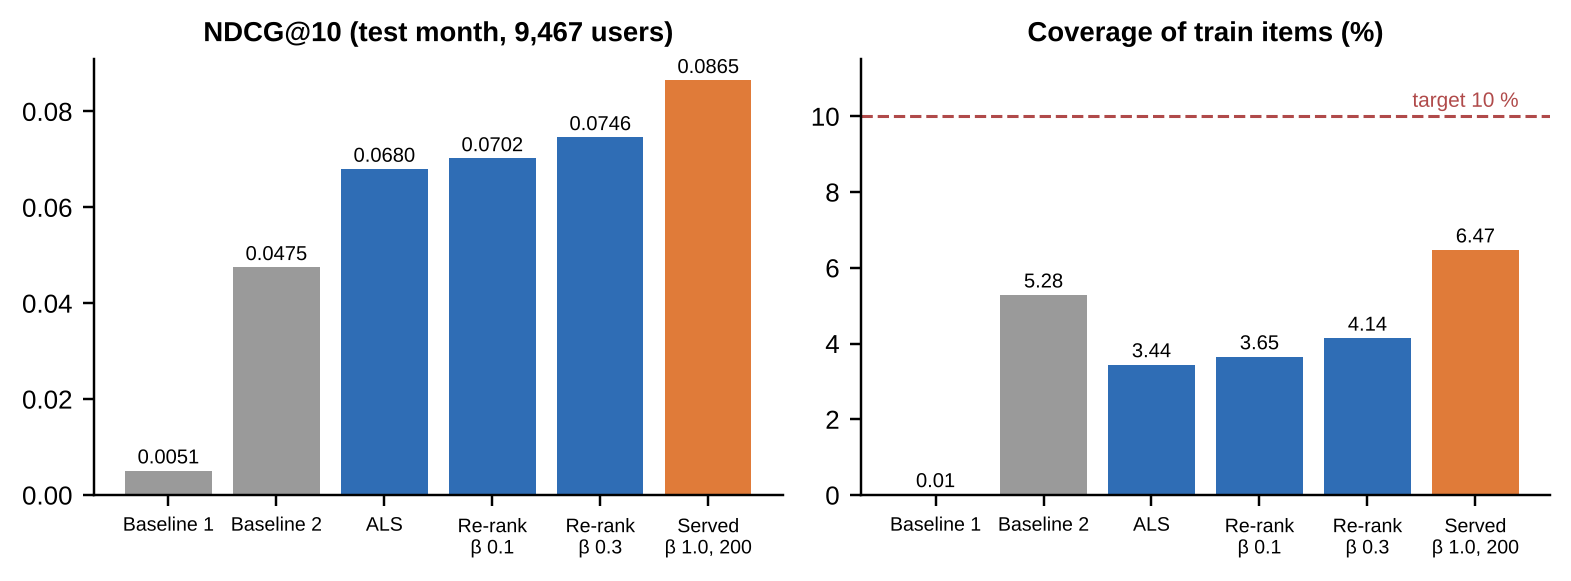 NDCG@10 (test month, 9,467 users)
0.08
0.06
0.04
0.02
0.00
0.0051
0.0475
0.0680
0.0702
0.0746
0.0865
Baseline 1
Baseline 2
ALS
Re-rank
β 0.1
Re-rank
β 0.3
Served
β 1.0, 200
Coverage of train items (%)
target 10 %
10
8
6
4
2
0
0.01
5.28
3.44
3.65
4.14
6.47
Baseline 1
Baseline 2
ALS
Re-rank
β 0.1
Re-rank
β 0.3
Served
β 1.0, 200